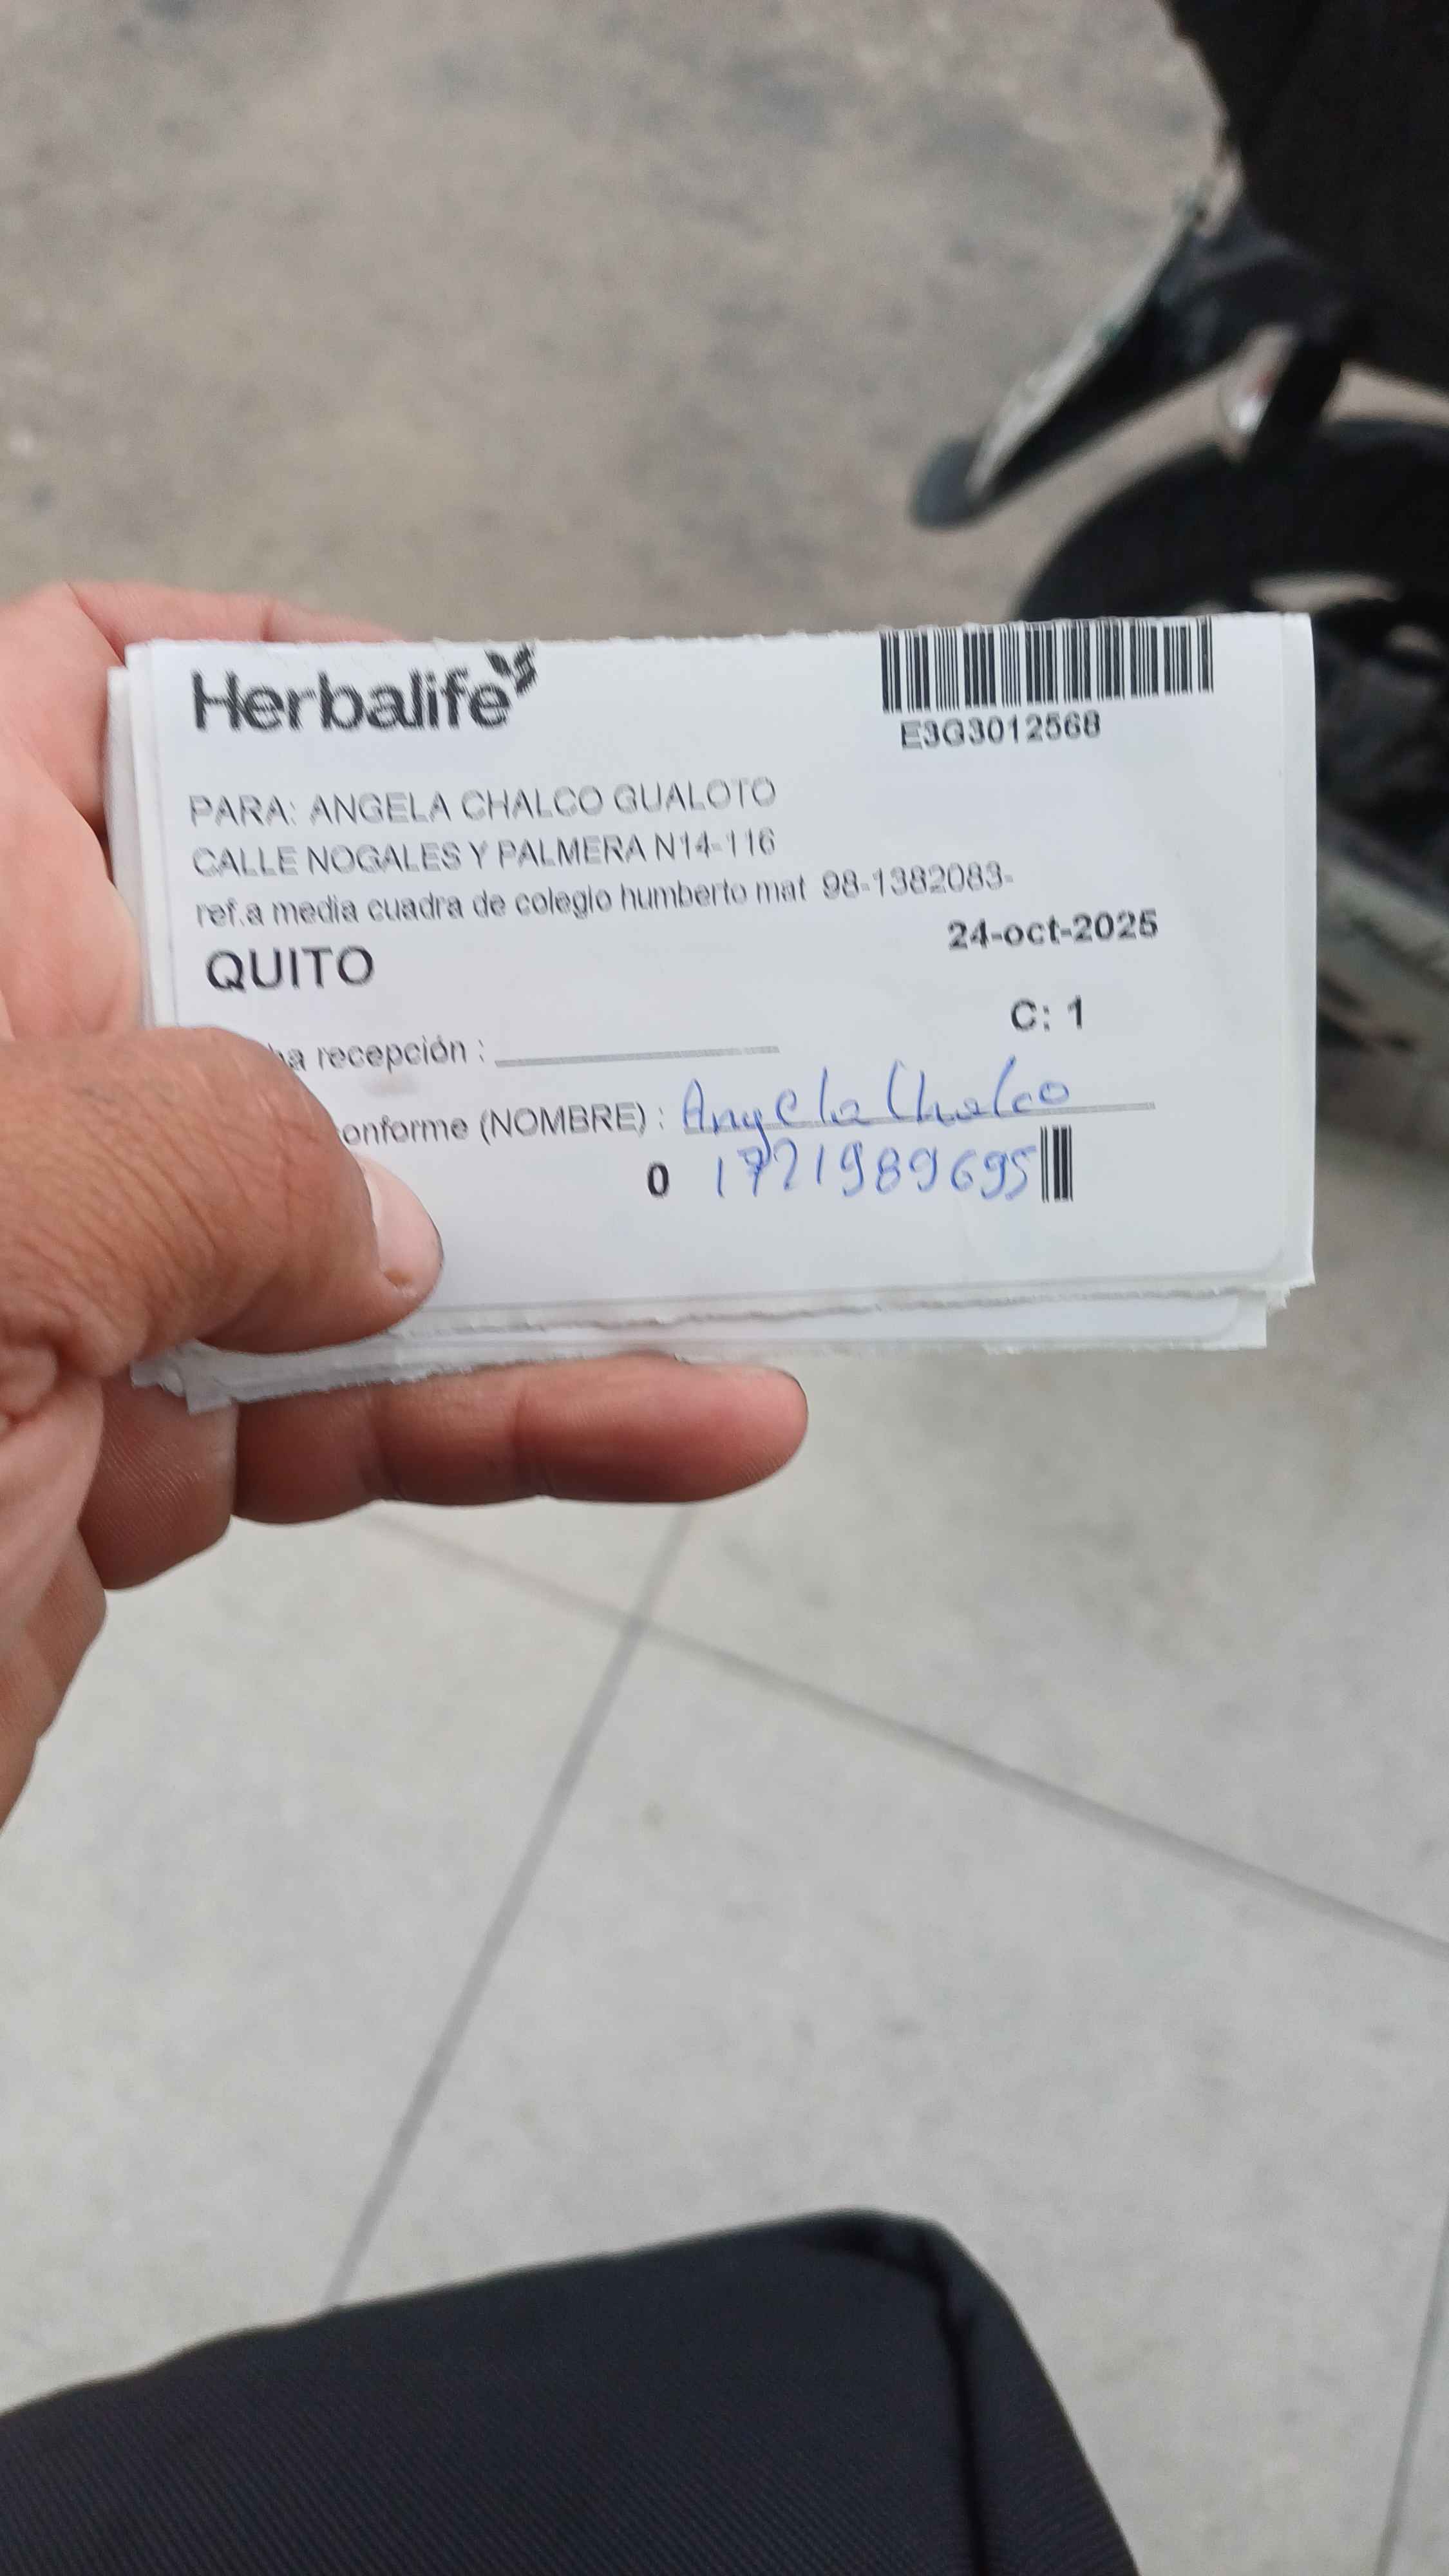 Herbalife
E3G3012568
PARA: ANGELA CHALCO GUALOTO
CALLE NOGALES Y PALMERA N14-116
ref.a media cuadra de colegio humberto mat 98-1382083-
24-oct-2025
QUITO
C: 1
ha recepción :
onforme (NOMBRE) : Angela Chalco
0 1721989695